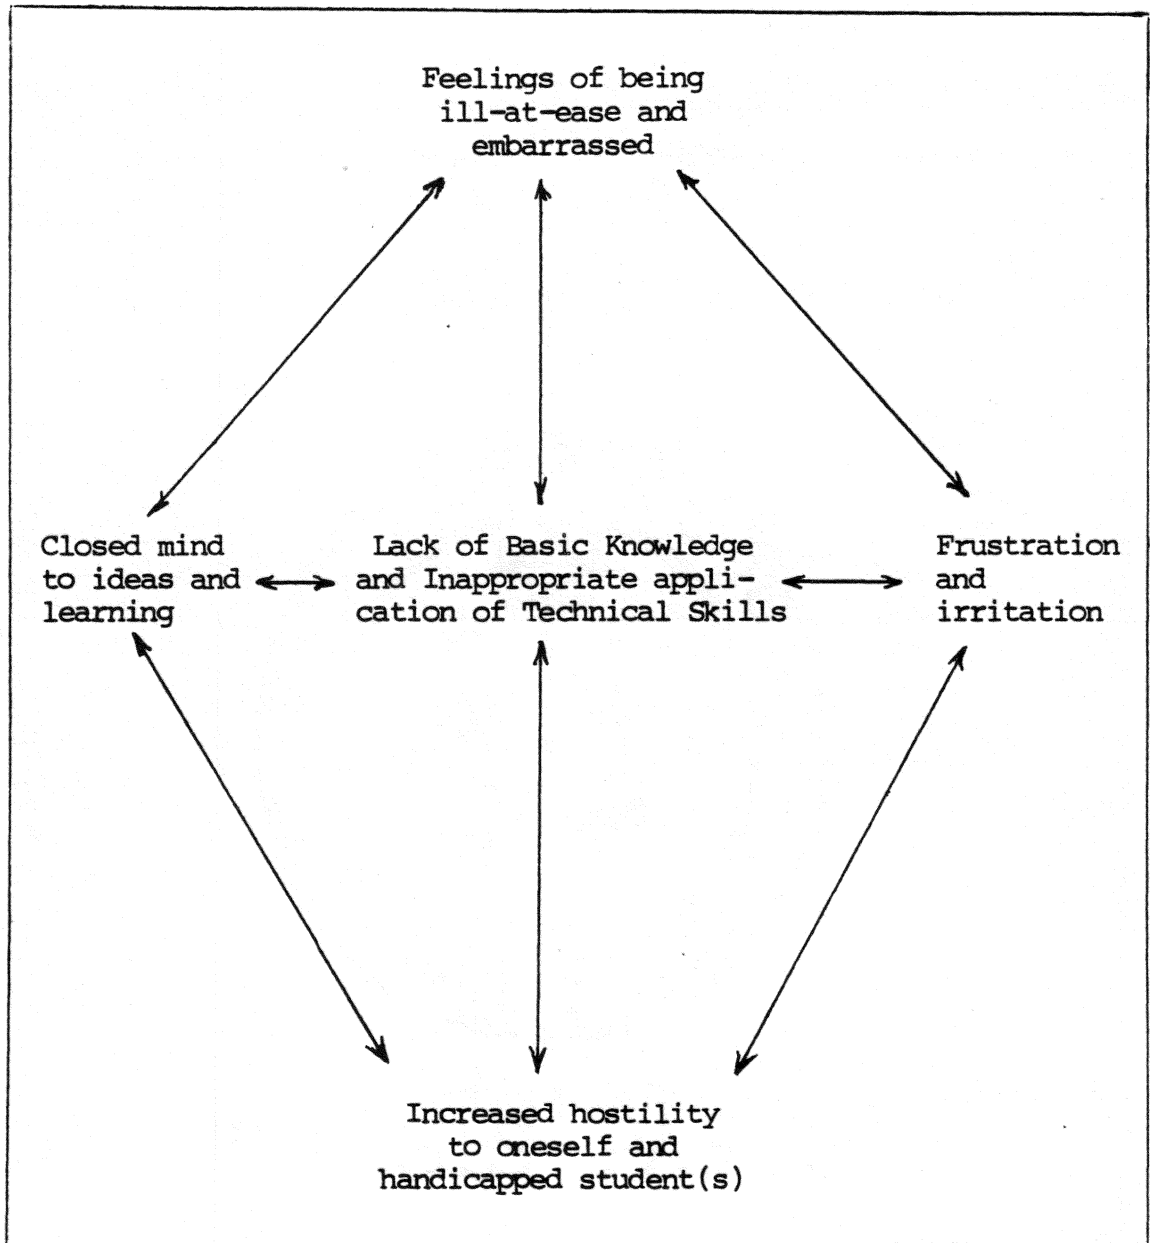 Feelings of being
ill-at-ease and
embarrassed
Closed mind
to ideas and
learning
Lack of Basic Knowledge
and Inappropriate appli-
cation of Technical Skills
Frustration
and
irritation
Increased hostility
to oneself and
handicapped student(s)